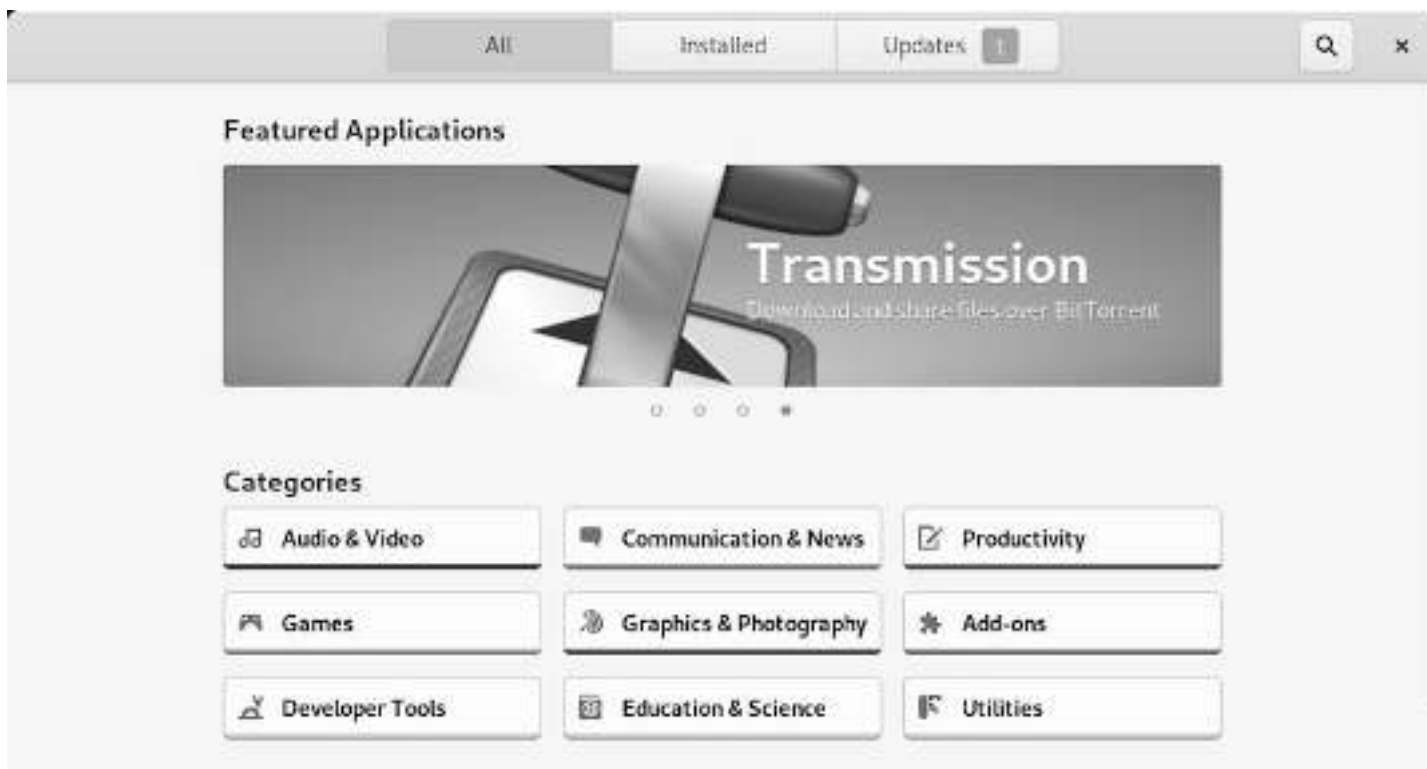 All Installed Updates 1
Featured Applications
Transmission
Download and share files over BitTorrent
Categories
Audio & Video Communication & News Productivity
Games Graphics & Photography Add-ons
Developer Tools Education & Science Utilities